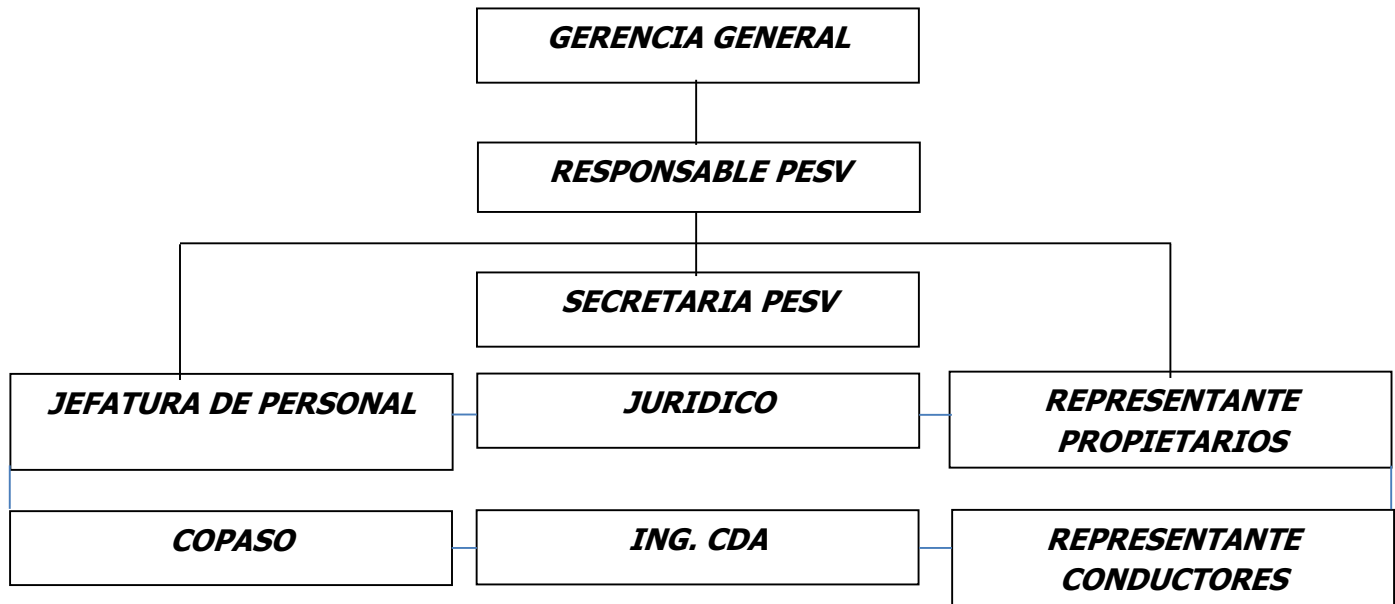 GERENCIA GENERAL
RESPONSABLE PESV
SECRETARIA PESV
JEFATURA DE PERSONAL
JURIDICO
REPRESENTANTE
PROPIETARIOS
COPASO
ING. CDA
REPRESENTANTE
CONDUCTORES